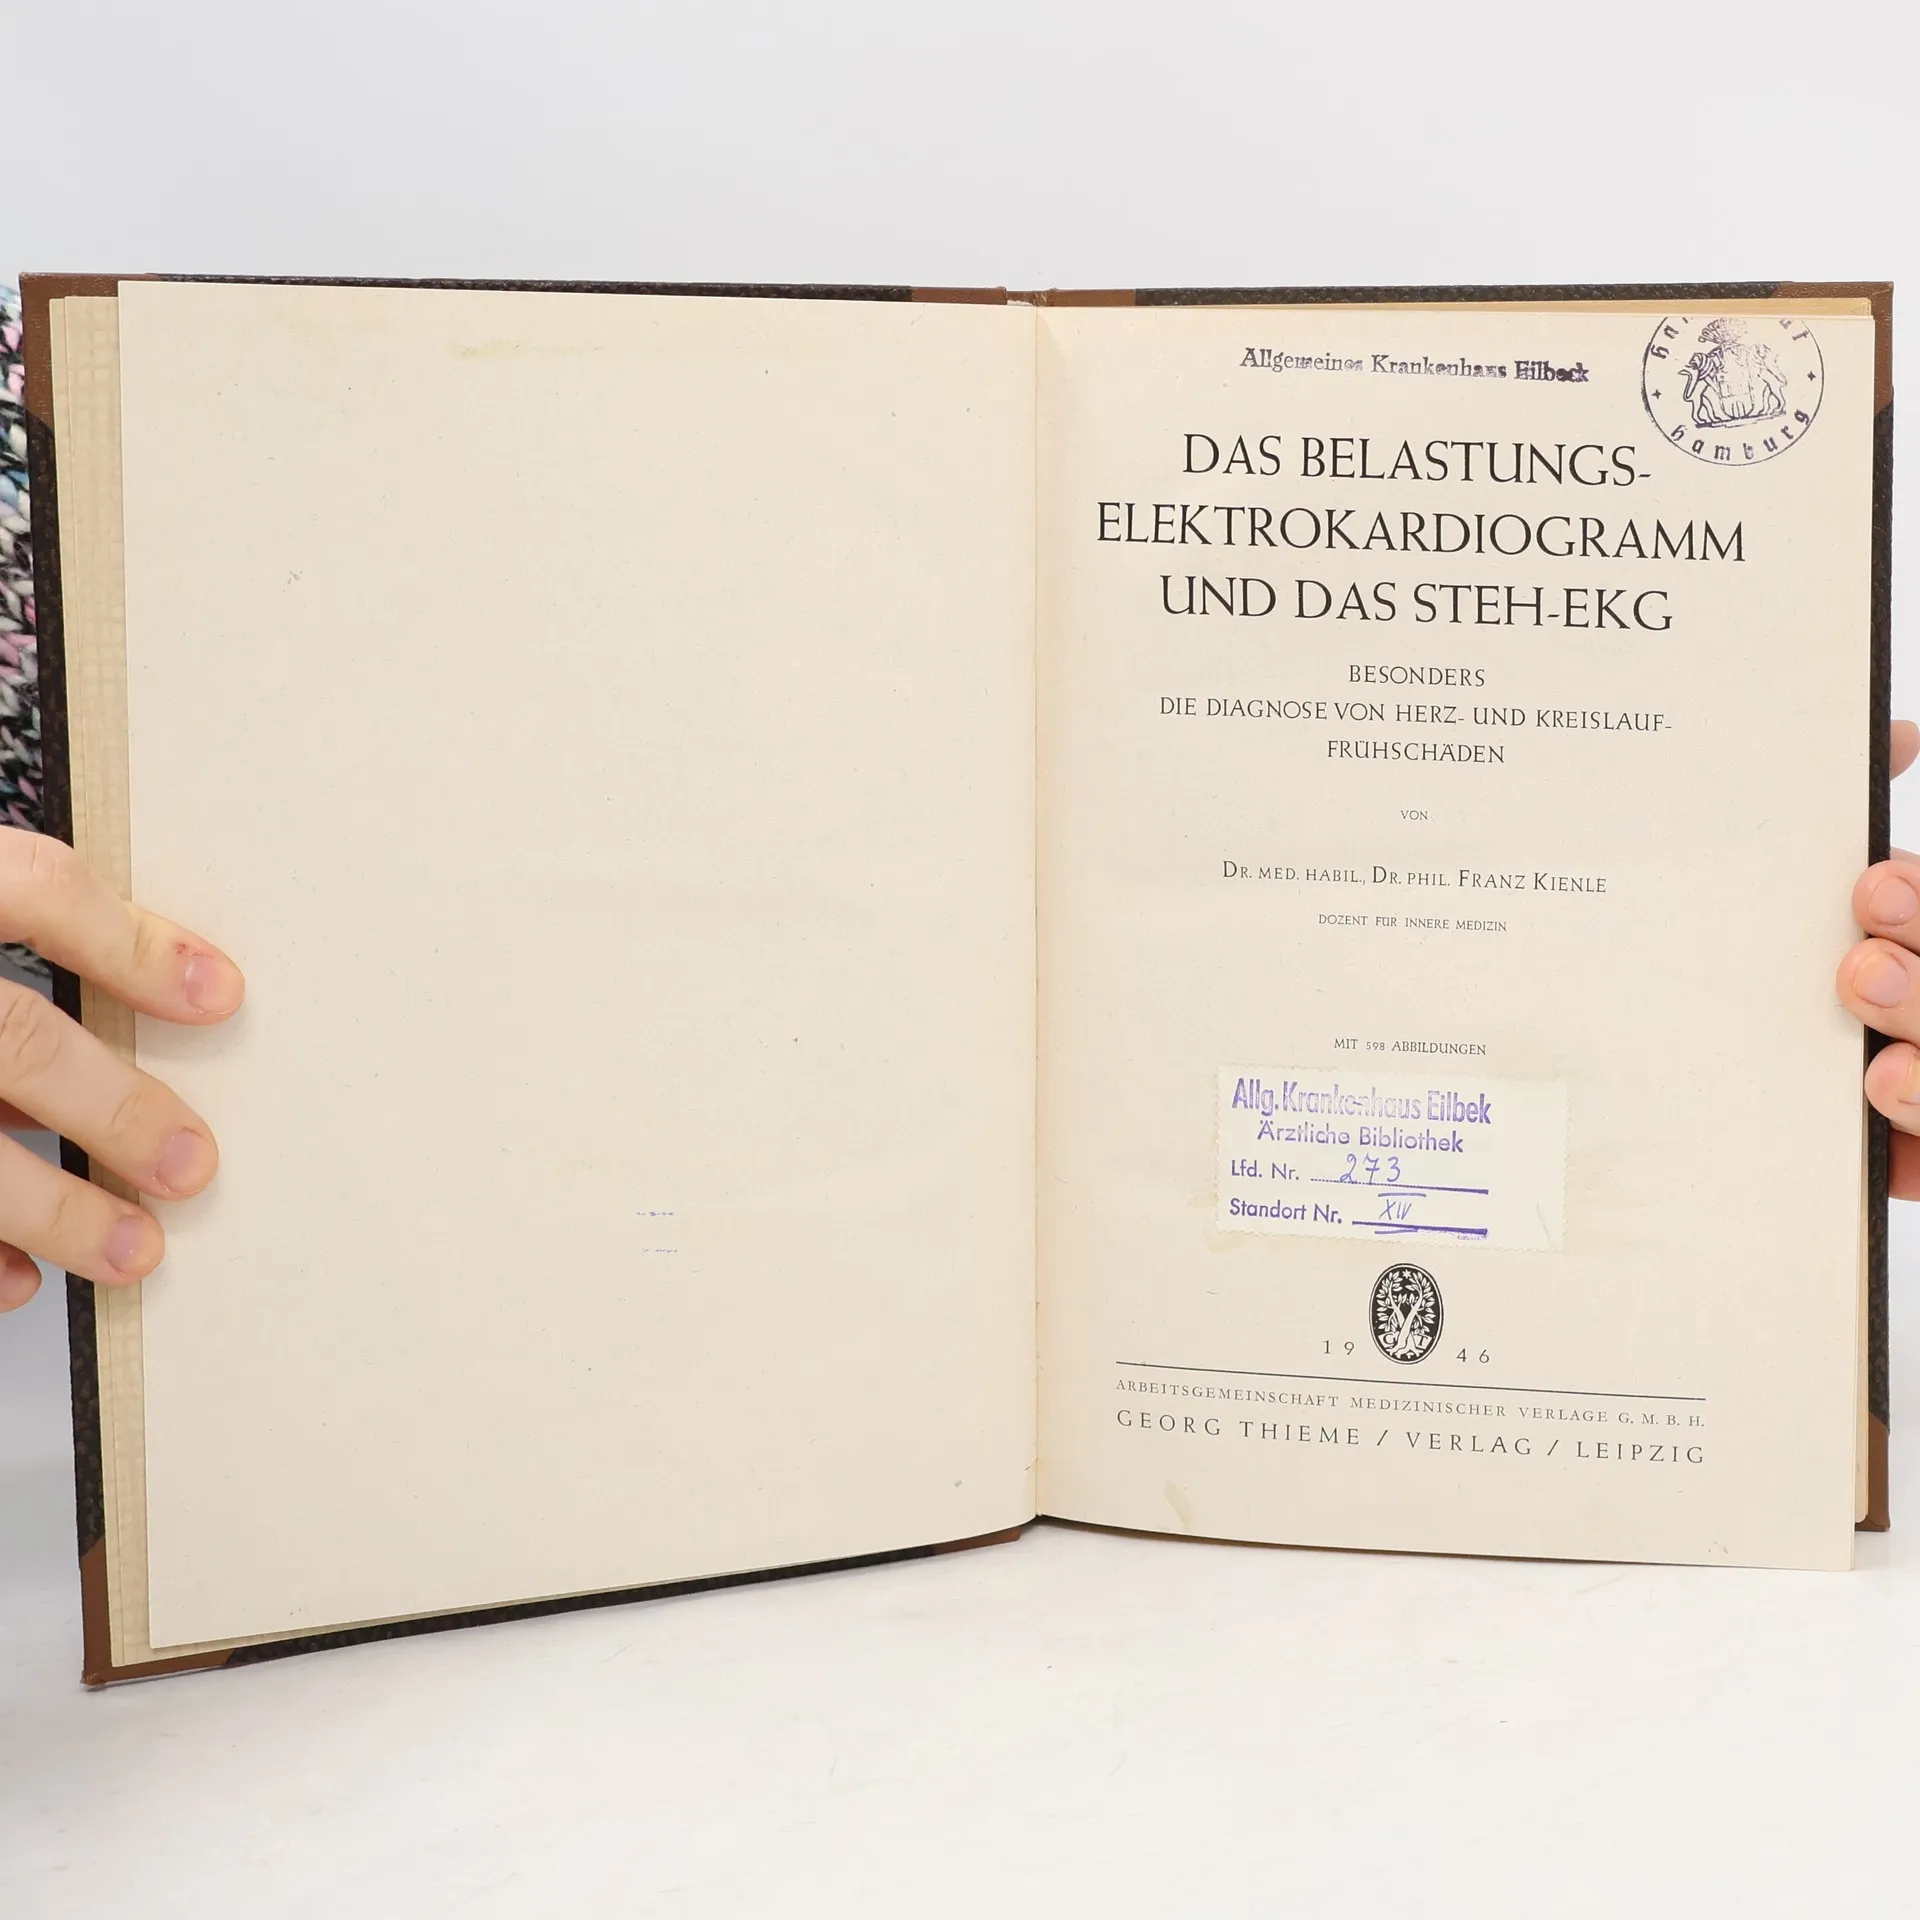 Allgemeines Krankenhaus Eilbeck
hamburg
DAS BELASTUNGS-
ELEKTROKARDIOGRAMM
UND DAS STEH-EKG
BESONDERS
DIE DIAGNOSE VON HERZ- UND KREISLAUF-
FRÜHSCHÄDEN
VON
DR. MED. HABIL., DR. PHIL. FRANZ KIENLE
DOZENT FÜR INNERE MEDIZIN
MIT 598 ABBILDUNGEN
Allg. Krankenhaus Eilbek
Ärztliche Bibliothek
Lfd. Nr. 273
Standort Nr. XIV
G T
19 46
ARBEITSGEMEINSCHAFT MEDIZINISCHER VERLAGE G. M. B. H.
GEORG THIEME / VERLAG / LEIPZIG